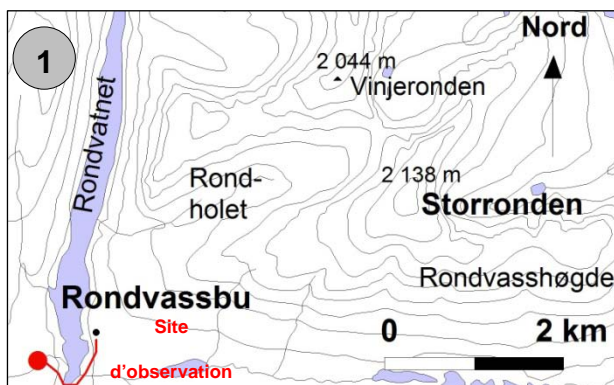 1
Nord
2 044 m
Vinjeronden
Rondvatnet
Rond-
holet
2 138 m
Storronden
Rondvasshøgde
Rondvassbu
Site
d'observation
0
2 km